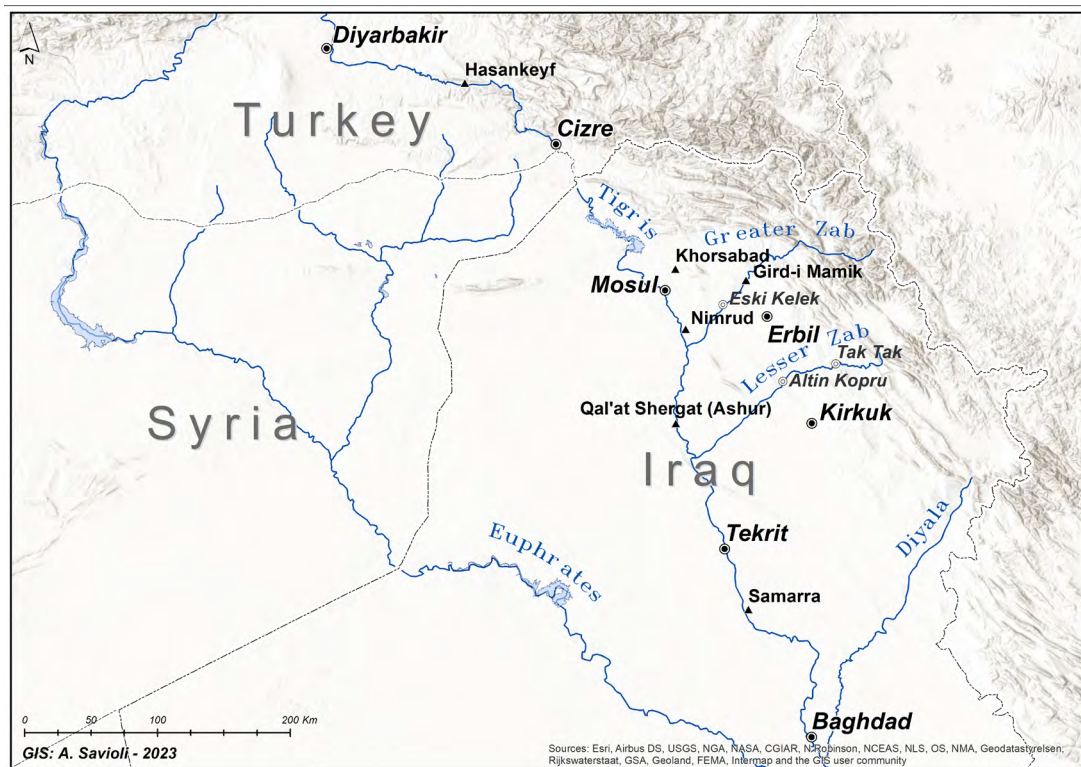 N
Diyarbakir
Hasankeyf
Turkey
Cizre
Tigris
Greater Zab
Khorsabad
Gird-i Mamik
Mosul
Eski Kelek
Nimrud
Erbil
Lesser Zab
Tak Tak
Altin Kopru
Qal'at Shergat (Ashur)
Kirkuk
Syria
Iraq
Diyala
Euphrates
Tekrit
Samarra
Baghdad
0 50 100 200 Km
GIS: A. Savioli - 2023
Sources: Esri, Airbus DS, USGS, NGA, NASA, CGIAR, N Robinson, NCEAS, NLS, OS, NMA, Geodatastyrelsen,
Rijkswaterstaat, GSA, Geoland, FEMA, Intermap and the GIS user community